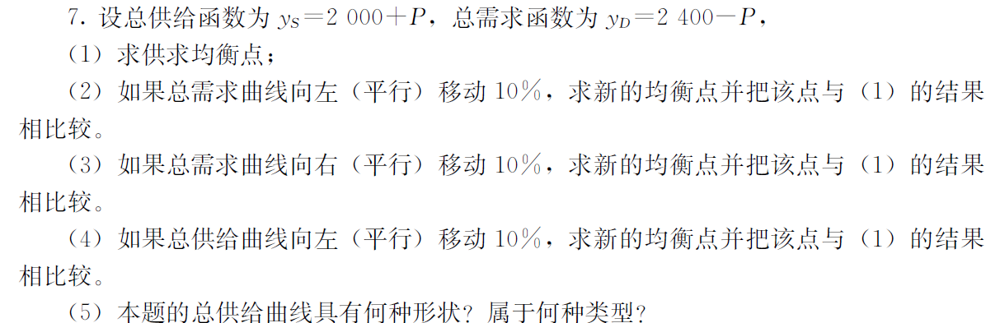 7. 设总供给函数为 yS=2 000+P，总需求函数为 yD=2 400-P，
（1）求供求均衡点；
（2）如果总需求曲线向左（平行）移动 10%，求新的均衡点并把该点与（1）的结果
相比较。
（3）如果总需求曲线向右（平行）移动 10%，求新的均衡点并把该点与（1）的结果
相比较。
（4）如果总供给曲线向左（平行）移动 10%，求新的均衡点并把该点与（1）的结果
相比较。
（5）本题的总供给曲线具有何种形状？属于何种类型？